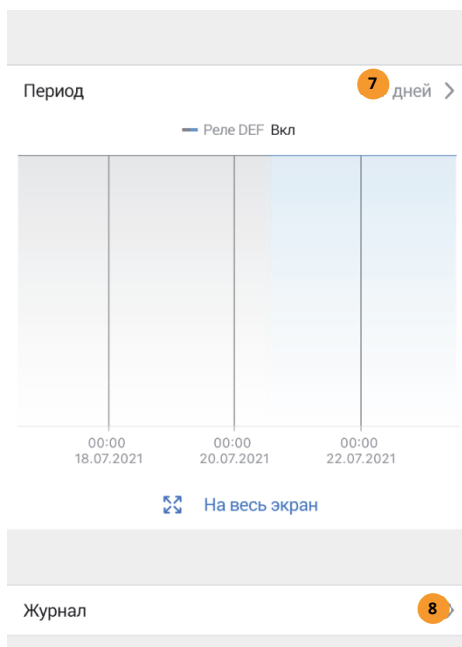 Период 7 дней
Реле DEF Вкл
00:00 00:00 00:00
18.07.2021 20.07.2021 22.07.2021
На весь экран
Журнал 8